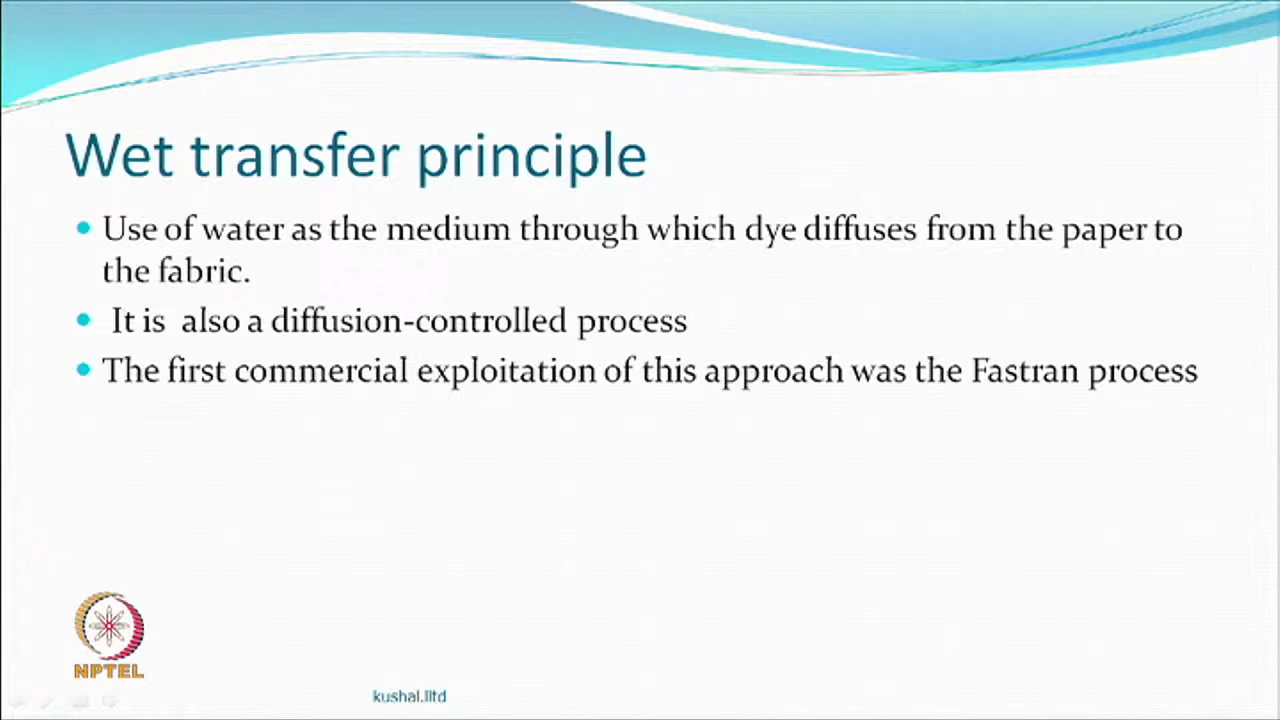 Wet transfer principle
Use of water as the medium through which dye diffuses from the paper to
the fabric.
It is also a diffusion-controlled process
The first commercial exploitation of this approach was the Fastran process
NPTEL
kushal.IItd